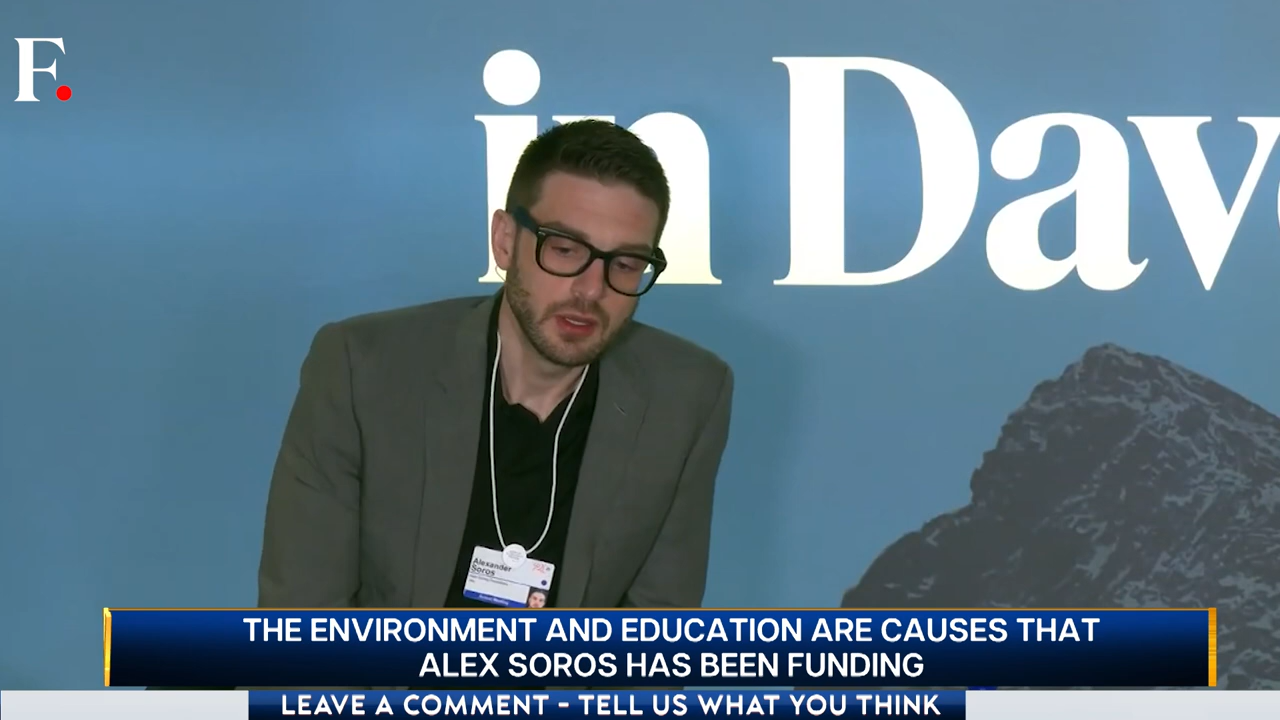 F.
in Dav
Alexander
Soros
THE ENVIRONMENT AND EDUCATION ARE CAUSES THAT
ALEX SOROS HAS BEEN FUNDING
LEAVE A COMMENT - TELL US WHAT YOU THINK